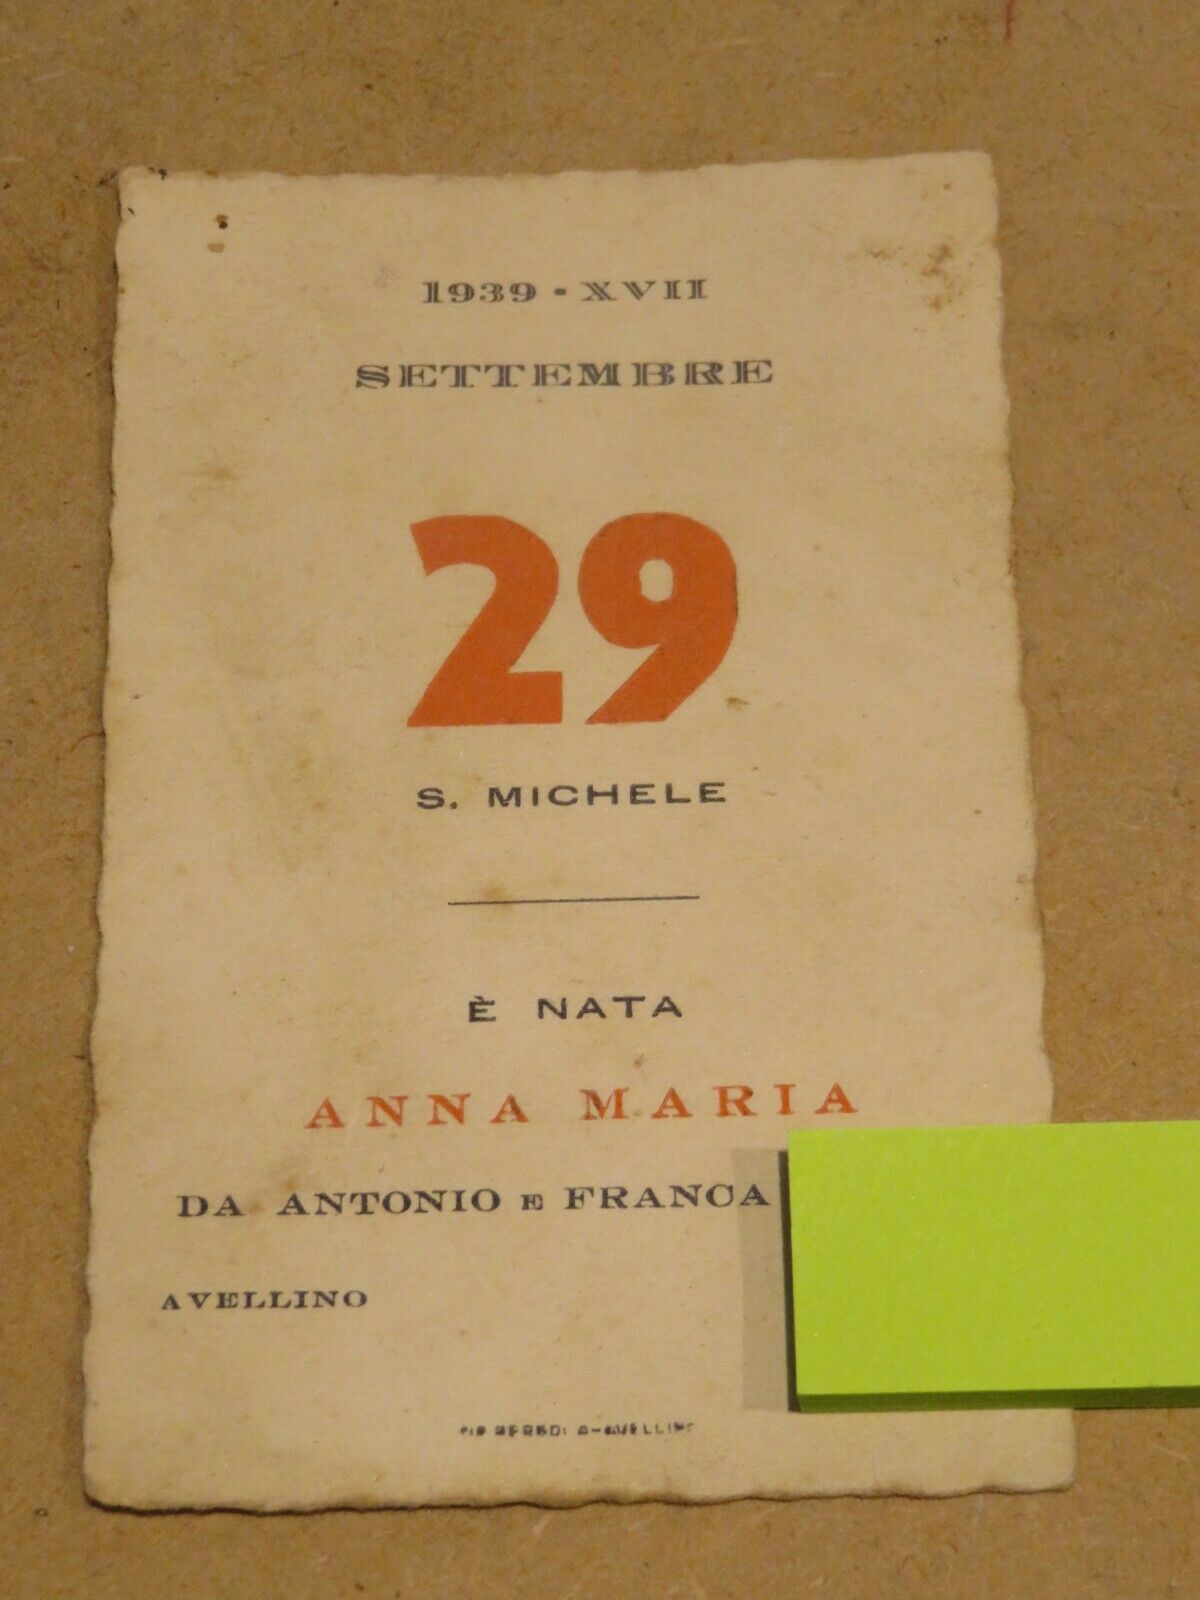 1939 - XVII
SETTEMBRE
29
S. MICHELE
È NATA
ANNA MARIA
DA ANTONIO E FRANCA
AVELLINO